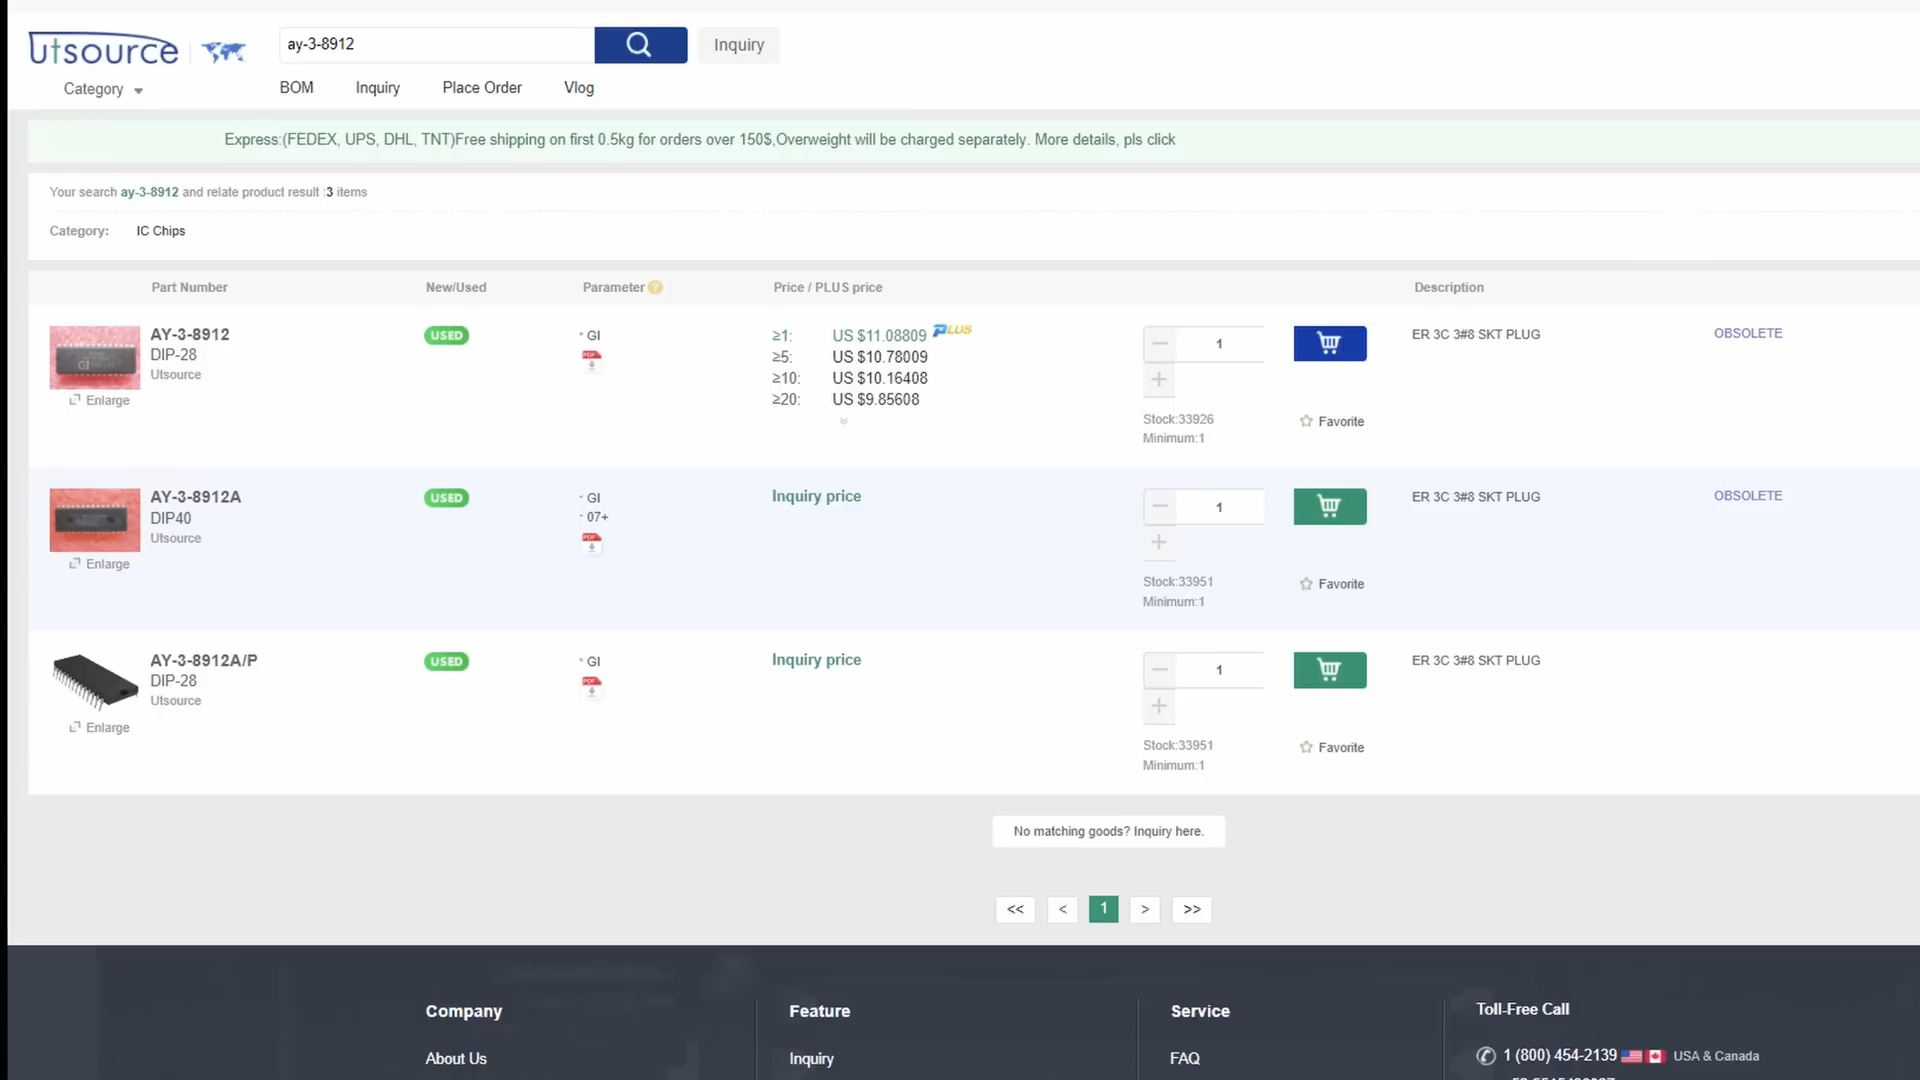 utsource
ay-3-8912
Inquiry
Category
BOM
Inquiry
Place Order
Vlog
Express:(FEDEX, UPS, DHL, TNT)Free shipping on first 0.5kg for orders over 150$,Overweight will be charged separately. More details, pls click
Your search ay-3-8912 and relate product result :3 items
Category: IC Chips
Part Number New/Used Parameter ? Price / PLUS price Description
AY-3-8912
DIP-28
Utsource
Enlarge
USED
GI
PDF
≥1: US $11.08809 PLUS
≥5: US $10.78009
≥10: US $10.16408
≥20: US $9.85608
1
Stock:33926
Minimum:1
Favorite
ER 3C 3#8 SKT PLUG
OBSOLETE
AY-3-8912A
DIP40
Utsource
Enlarge
USED
GI
07+
PDF
Inquiry price
1
Stock:33951
Minimum:1
Favorite
ER 3C 3#8 SKT PLUG
OBSOLETE
AY-3-8912A/P
DIP-28
Utsource
Enlarge
USED
GI
PDF
Inquiry price
1
Stock:33951
Minimum:1
Favorite
ER 3C 3#8 SKT PLUG
No matching goods? Inquiry here.
<< < 1 > >>
Company
About Us
Feature
Inquiry
Service
FAQ
Toll-Free Call
1 (800) 454-2139 USA & Canada